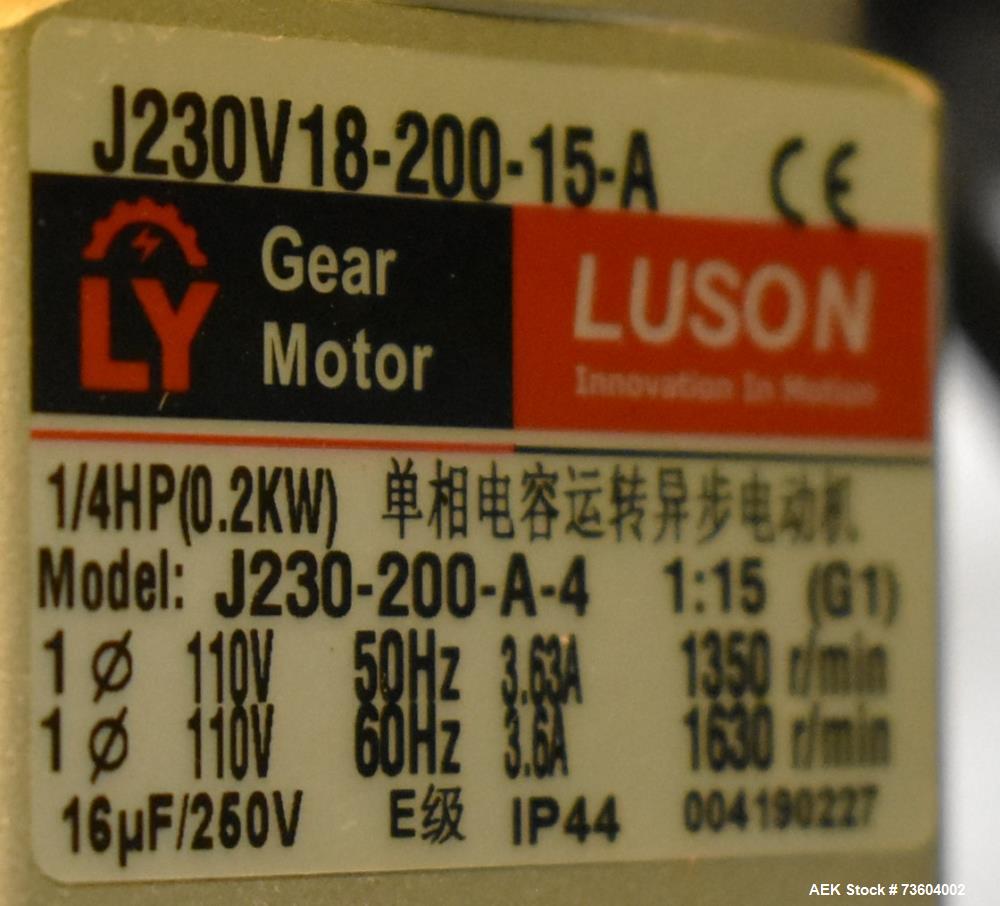 J230V18-200-15-A CE
LY
Gear
Motor
LUSON
Innovation In Motion
1/4HP(0.2KW) 单相电容运转异步电动机
Model: J230-200-A-4 1:15 (G1)
1 Ø 110V 50Hz 3.63A 1350 r/min
1 Ø 110V 60Hz 3.6A 1630 r/min
16µF/250V E级 IP44 004190227
AEK Stock # 73604002